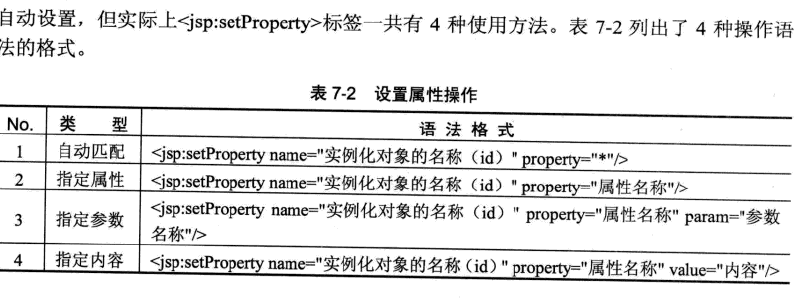 自动设置，但实际上<jsp:setProperty>标签一共有 4 种使用方法。表 7-2 列出了 4 种操作语
法的格式。
表 7-2 设置属性操作
No. 类 型 语 法 格 式
1 自动匹配 <jsp:setProperty name="实例化对象的名称（id）" property="*"/>
2 指定属性 <jsp:setProperty name="实例化对象的名称（id）" property="属性名称"/>
3 指定参数 <jsp:setProperty name="实例化对象的名称（id）" property="属性名称" param="参数
名称"/>
4 指定内容 <jsp:setProperty name="实例化对象的名称（id）" property="属性名称" value="内容"/>